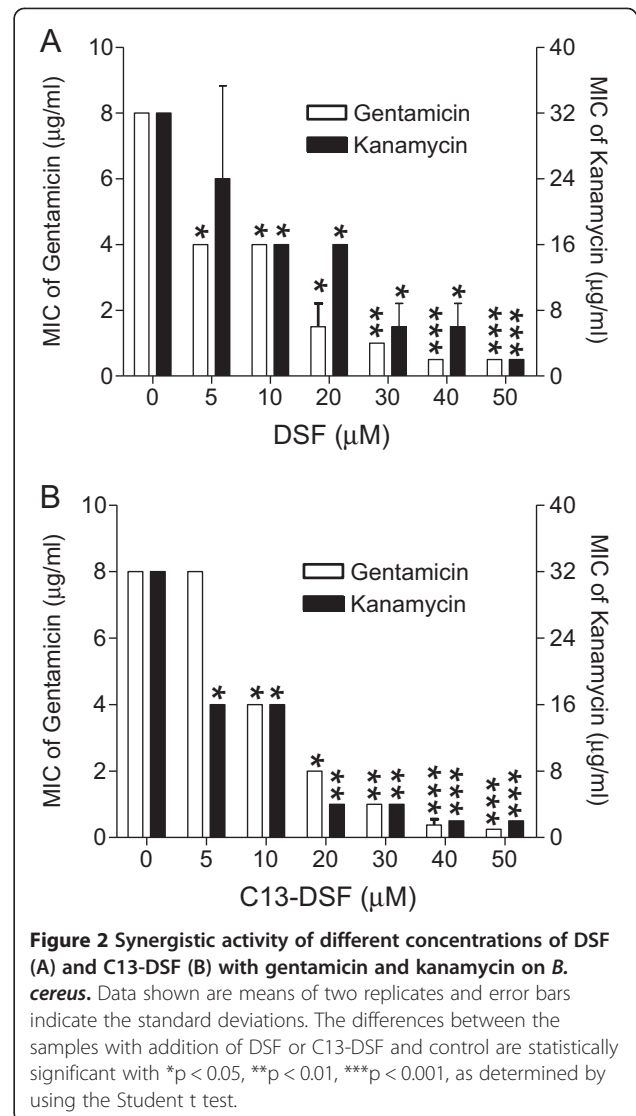 A
10
8
6
4
2
0
MIC of Gentamicin (μg/ml)
40
32
24
16
8
0
MIC of Kanamycin (μg/ml)
Gentamicin
Kanamycin
* * * * * ** * *** * *** ***
0 5 10 20 30 40 50
DSF (μM)
B
10
8
6
4
2
0
MIC of Gentamicin (μg/ml)
40
32
24
16
8
0
MIC of Kanamycin (μg/ml)
Gentamicin
Kanamycin
* * * * ** ** ** *** *** *** ***
0 5 10 20 30 40 50
C13-DSF (μM)
Figure 2 Synergistic activity of different concentrations of DSF
(A) and C13-DSF (B) with gentamicin and kanamycin on B.
cereus. Data shown are means of two replicates and error bars
indicate the standard deviations. The differences between the
samples with addition of DSF or C13-DSF and control are statistically
significant with *p < 0.05, **p < 0.01, ***p < 0.001, as determined by
using the Student t test.